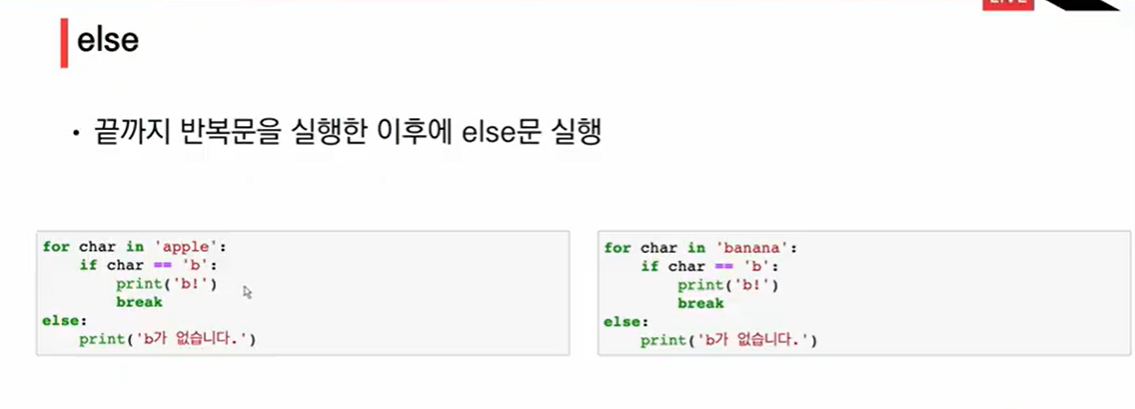 LIVE
else
• 끝까지 반복문을 실행한 이후에 else문 실행
for char in 'apple':
    if char == 'b':
        print('b!')
        break
else:
    print('b가 없습니다.')
for char in 'banana':
    if char == 'b':
        print('b!')
        break
else:
    print('b가 없습니다.')